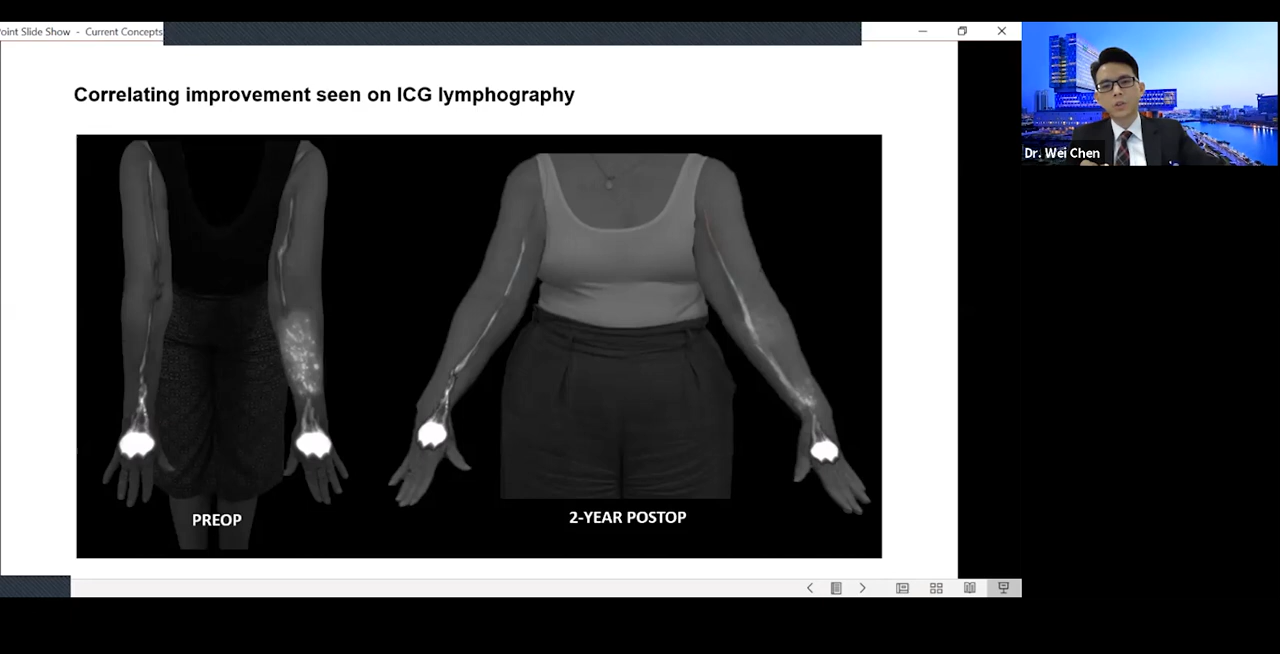 oint Slide Show - Current Concepts
Correlating improvement seen on ICG lymphography
Dr. Wei Chen
PREOP
2-YEAR POSTOP